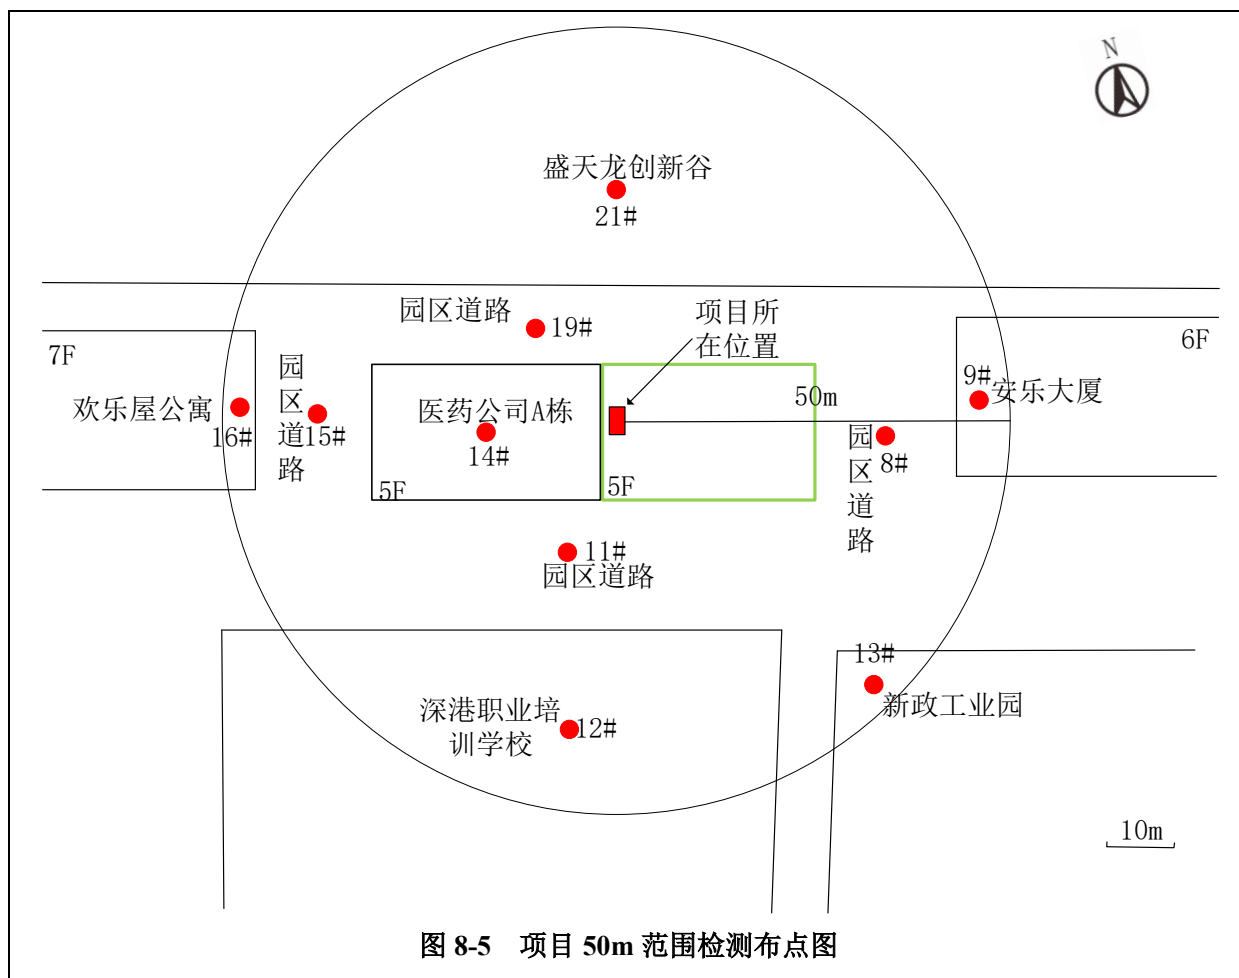 N
盛天龙创新谷
21#
园区道路
19#
项目所
在位置
7F
6F
园区道路
欢乐屋公寓
16#
15#
医药公司A栋
14#
5F
5F
50m
9#
安乐大厦
园区道路
8#
11#
园区道路
13#
新政工业园
深港职业培
训学校
12#
10m
图 8-5 项目 50m 范围检测布点图